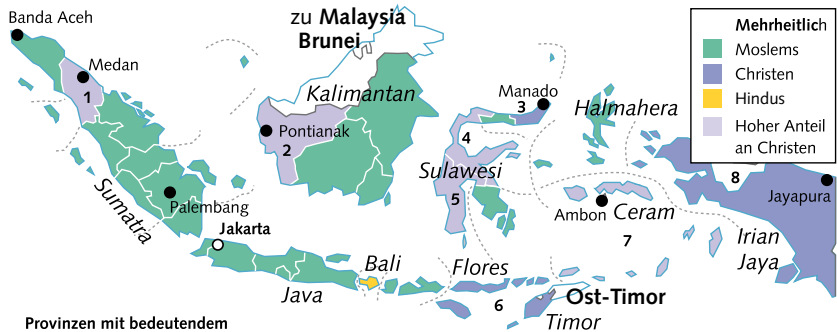 Banda Aceh
Medan
1
zu Malaysia
Brunei
Kalimantan
Pontianak
2
Manado
3
4
Sulawesi
5
Halmahera
Mehrheitlich
Moslems
Christen
Hindus
Hoher Anteil
an Christen
8
Jayapura
Irian
Jaya
Ambon
Ceram
7
Sumatra
Palembang
Jakarta
Java
Bali
Flores
6
Ost-Timor
Timor
Provinzen mit bedeutendem